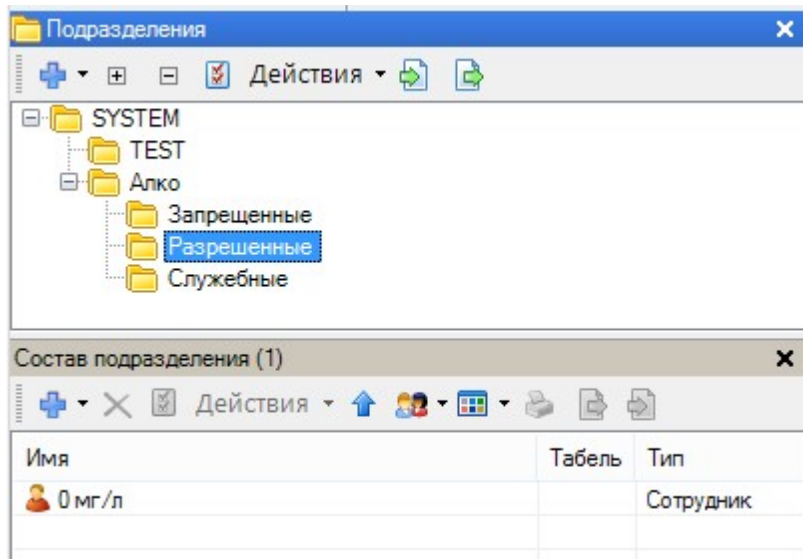 Подразделения
Действия
SYSTEM
TEST
Алко
Запрещенные
Разрешенные
Служебные
Состав подразделения (1)
Действия
Имя Табель Тип
0 мг/л Сотрудник